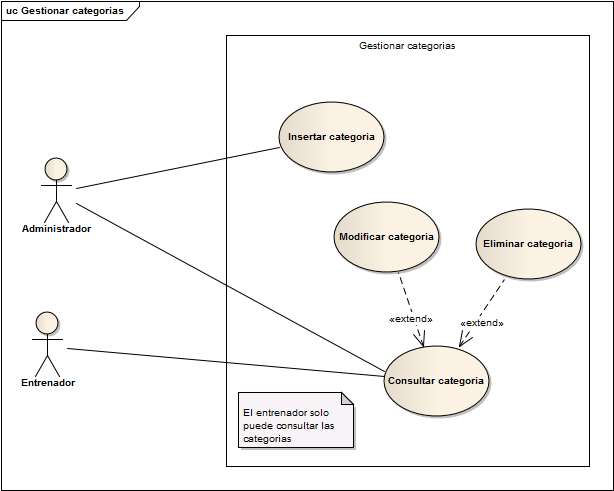 uc Gestionar categorias
Gestionar categorias
Insertar categoria
Administrador
Modificar categoria
Eliminar categoria
«extend»
«extend»
Entrenador
Consultar categoria
El entrenador solo
puede consultar las
categorias